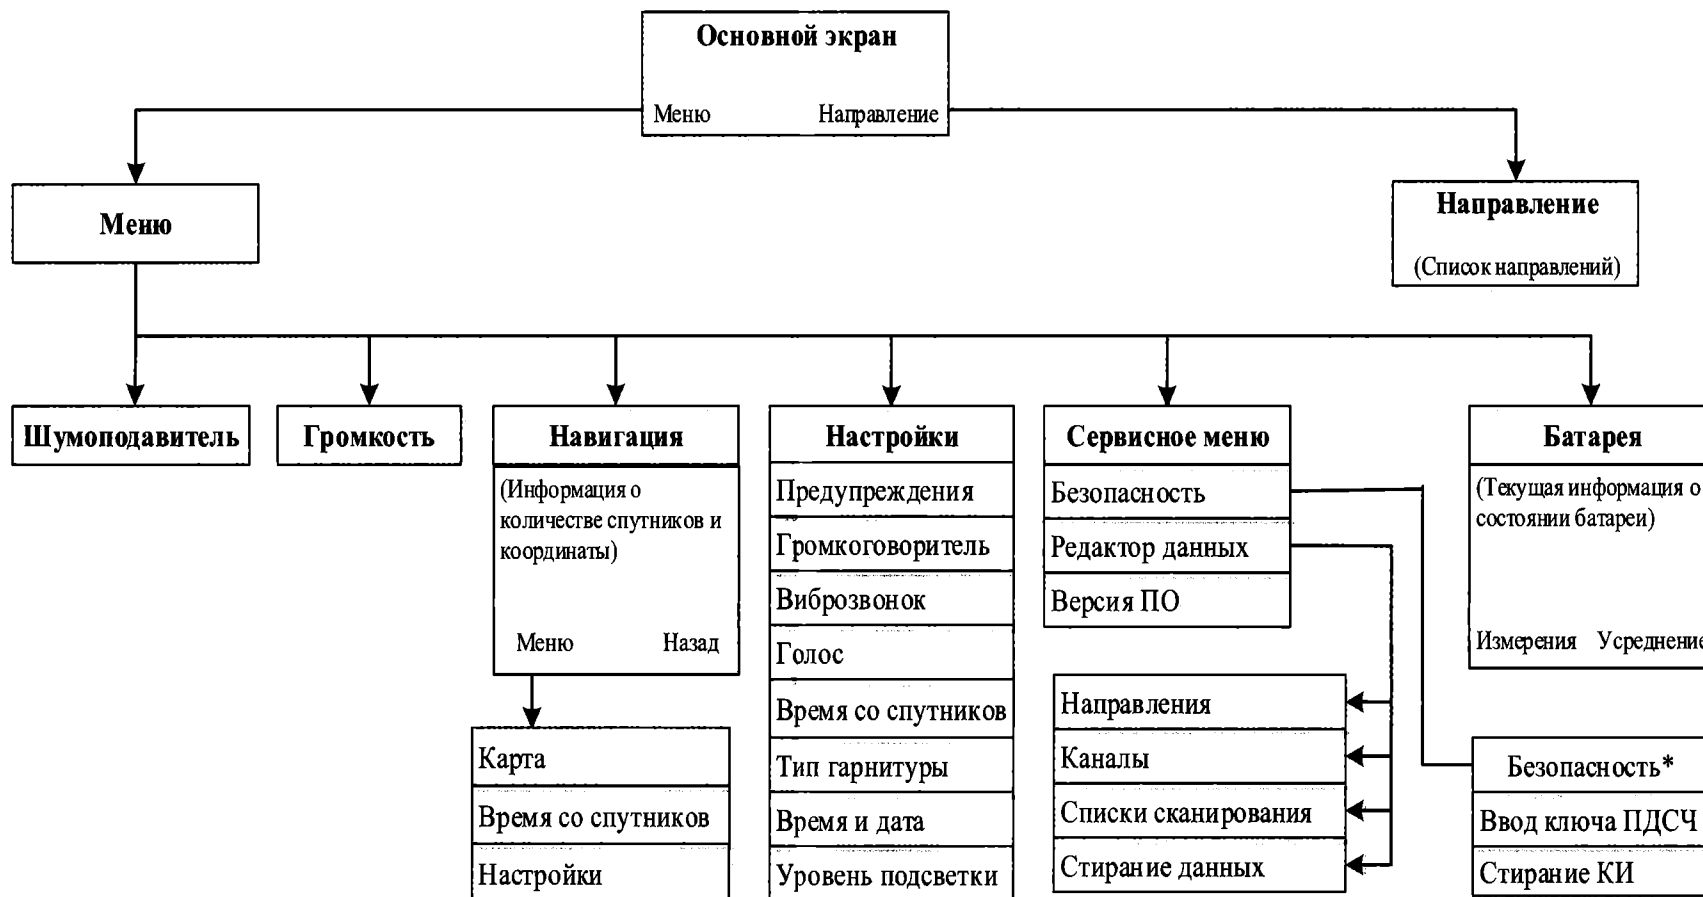 Основной экран
Меню Направление
Меню
Направление
(Список направлений)
Шумоподавитель
Громкость
Навигация
(Информация о
количестве спутников и
координаты)
Меню Назад
Карта
Время со спутников
Настройки
Настройки
Предупреждения
Громкоговоритель
Виброзвонок
Голос
Время со спутников
Тип гарнитуры
Время и дата
Уровень подсветки
Сервисное меню
Безопасность
Редактор данных
Версия ПО
Направления
Каналы
Списки сканирования
Стирание данных
Батарея
(Текущая информация о
состоянии батареи)
Измерения Усреднение
Безопасность*
Ввод ключа ПДСЧ
Стирание КИ